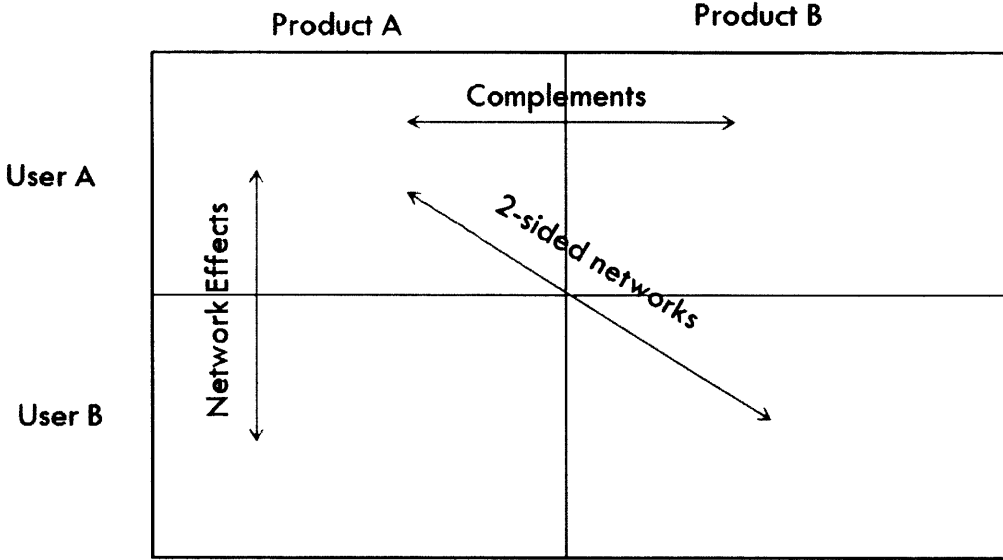 Product A
Product B
Complements
User A
2-sided networks
Network Effects
User B